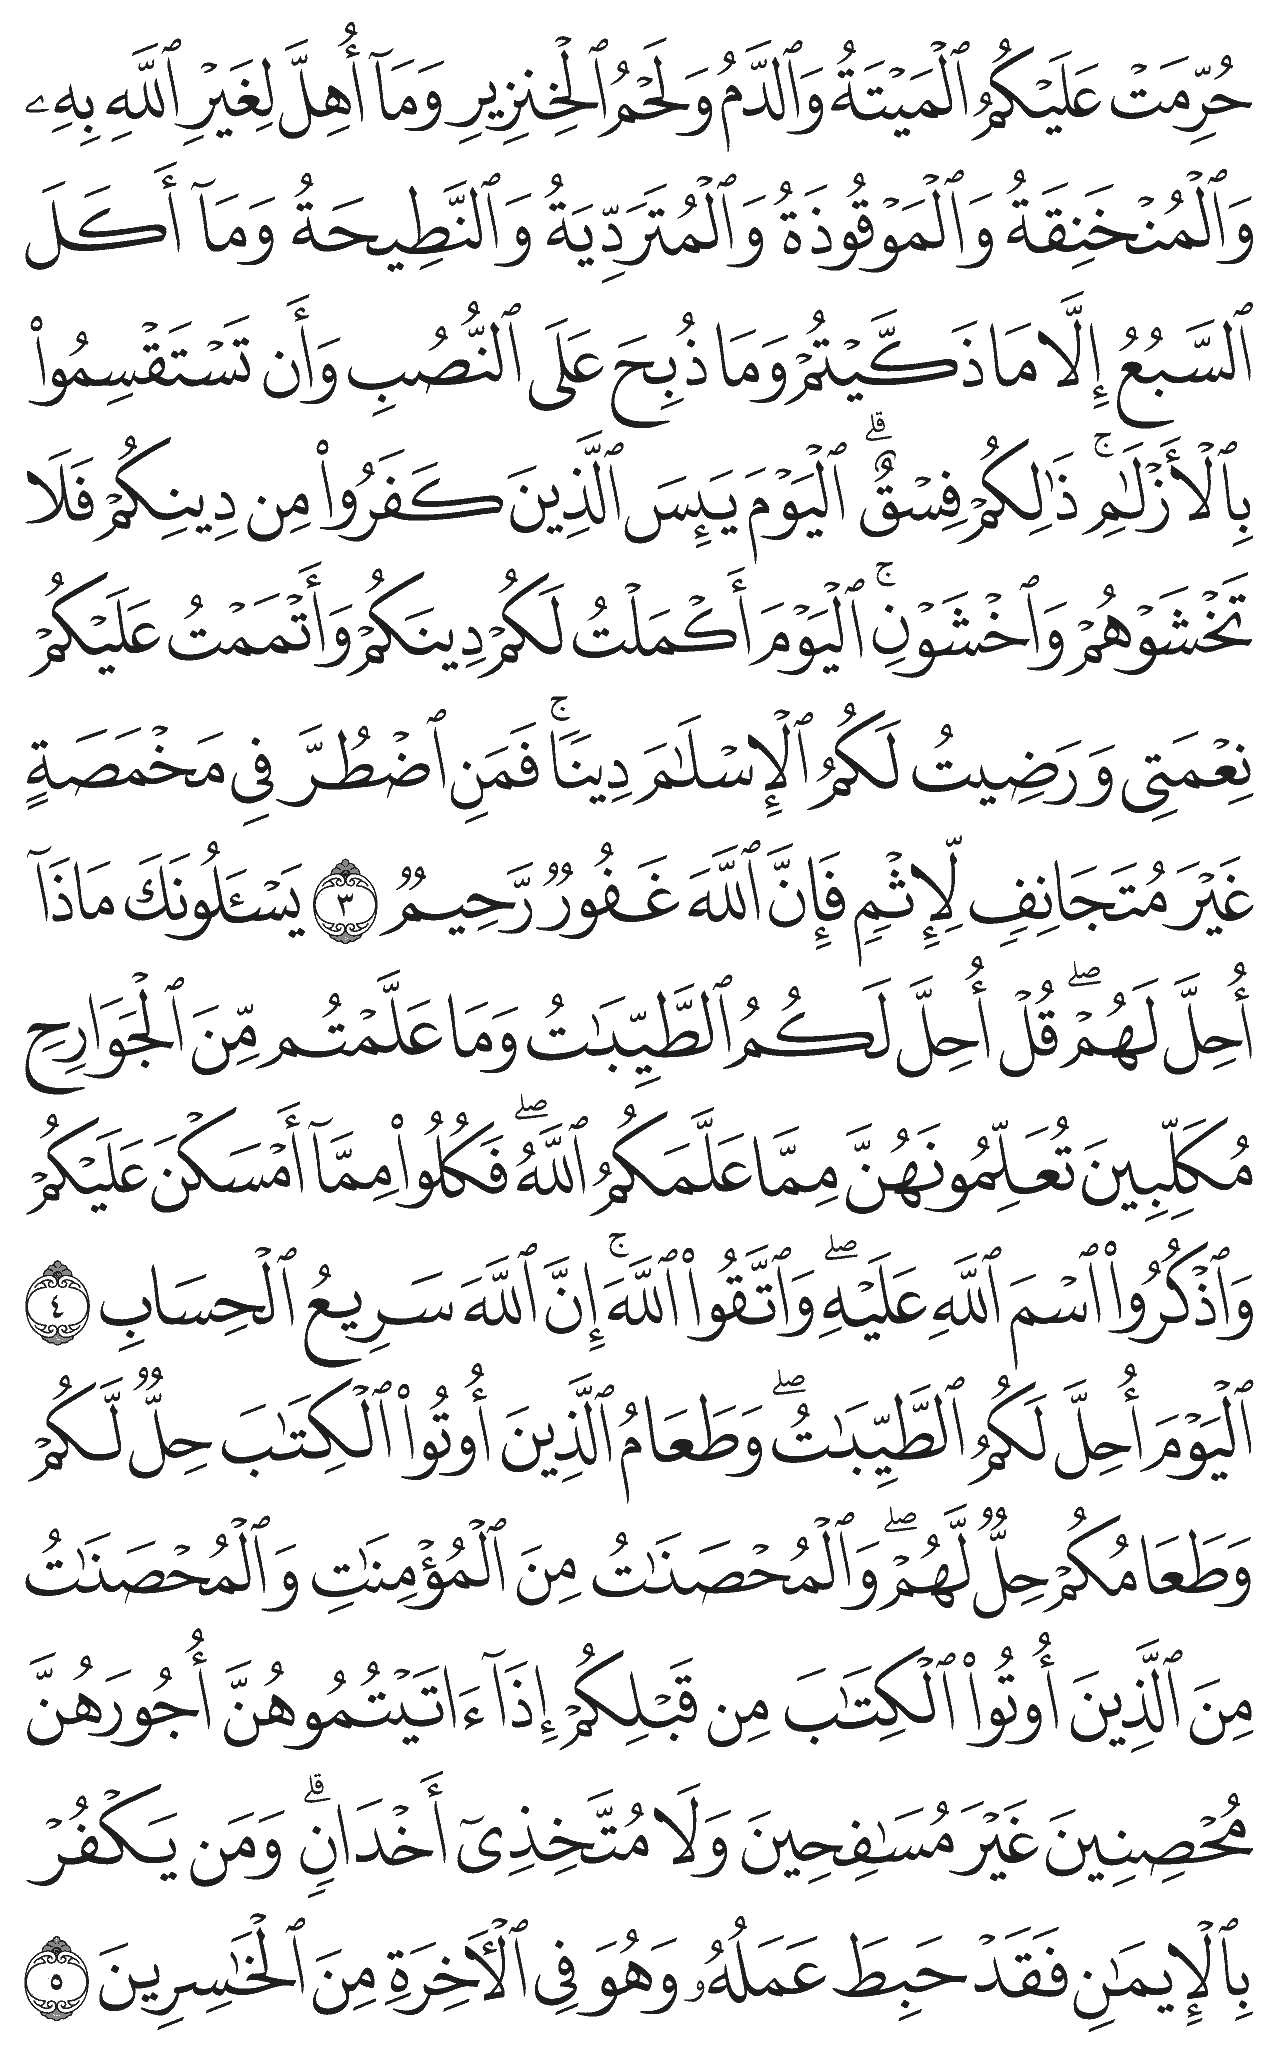 حُرِّمَتْ عَلَيْكُمُ ٱلْمَيْتَةُ وَٱلدَّمُ وَلَحْمُ ٱلْخِنزِيرِ وَمَآ أُهِلَّ لِغَيْرِ ٱللَّهِ بِهِۦ
وَٱلْمُنْخَنِقَةُ وَٱلْمَوْقُوذَةُ وَٱلْمُتَرَدِّيَةُ وَٱلنَّطِيحَةُ وَمَآ أَكَلَ
ٱلسَّبُعُ إِلَّا مَا ذَكَّيْتُمْ وَمَا ذُبِحَ عَلَى ٱلنُّصُبِ وَأَن تَسْتَقْسِمُوا۟
بِٱلْأَزْلَـٰمِ ۚ ذَٰلِكُمْ فِسْقٌ ۗ ٱلْيَوْمَ يَئِسَ ٱلَّذِينَ كَفَرُوا۟ مِن دِينِكُمْ فَلَا
تَخْشَوْهُمْ وَٱخْشَوْنِ ۚ ٱلْيَوْمَ أَكْمَلْتُ لَكُمْ دِينَكُمْ وَأَتْمَمْتُ عَلَيْكُمْ
نِعْمَتِى وَرَضِيتُ لَكُمُ ٱلْإِسْلَـٰمَ دِينًا ۚ فَمَنِ ٱضْطُرَّ فِى مَخْمَصَةٍ
غَيْرَ مُتَجَانِفٍ لِّإِثْمٍ فَإِنَّ ٱللَّهَ غَفُورٌ رَّحِيمٌ ٣ يَسْـَٔلُونَكَ مَاذَآ
أُحِلَّ لَهُمْ ۖ قُلْ أُحِلَّ لَكُمُ ٱلطَّيِّبَـٰتُ وَمَا عَلَّمْتُم مِّنَ ٱلْجَوَارِحِ
مُكَلِّبِينَ تُعَلِّمُونَهُنَّ مِمَّا عَلَّمَكُمُ ٱللَّهُ ۖ فَكُلُوا۟ مِمَّآ أَمْسَكْنَ عَلَيْكُمْ
وَٱذْكُرُوا۟ ٱسْمَ ٱللَّهِ عَلَيْهِ ۖ وَٱتَّقُوا۟ ٱللَّهَ ۚ إِنَّ ٱللَّهَ سَرِيعُ ٱلْحِسَابِ ٤
ٱلْيَوْمَ أُحِلَّ لَكُمُ ٱلطَّيِّبَـٰتُ ۖ وَطَعَامُ ٱلَّذِينَ أُوتُوا۟ ٱلْكِتَـٰبَ حِلٌّ لَّكُمْ
وَطَعَامُكُمْ حِلٌّ لَّهُمْ ۖ وَٱلْمُحْصَنَـٰتُ مِنَ ٱلْمُؤْمِنَـٰتِ وَٱلْمُحْصَنَـٰتُ
مِنَ ٱلَّذِينَ أُوتُوا۟ ٱلْكِتَـٰبَ مِن قَبْلِكُمْ إِذَآ ءَاتَيْتُمُوهُنَّ أُجُورَهُنَّ
مُحْصِنِينَ غَيْرَ مُسَـٰفِحِينَ وَلَا مُتَّخِذِىٓ أَخْدَانٍ ۗ وَمَن يَكْفُرْ
بِٱلْإِيمَـٰنِ فَقَدْ حَبِطَ عَمَلُهُۥ وَهُوَ فِى ٱلْـَٔاخِرَةِ مِنَ ٱلْخَـٰسِرِينَ ٥